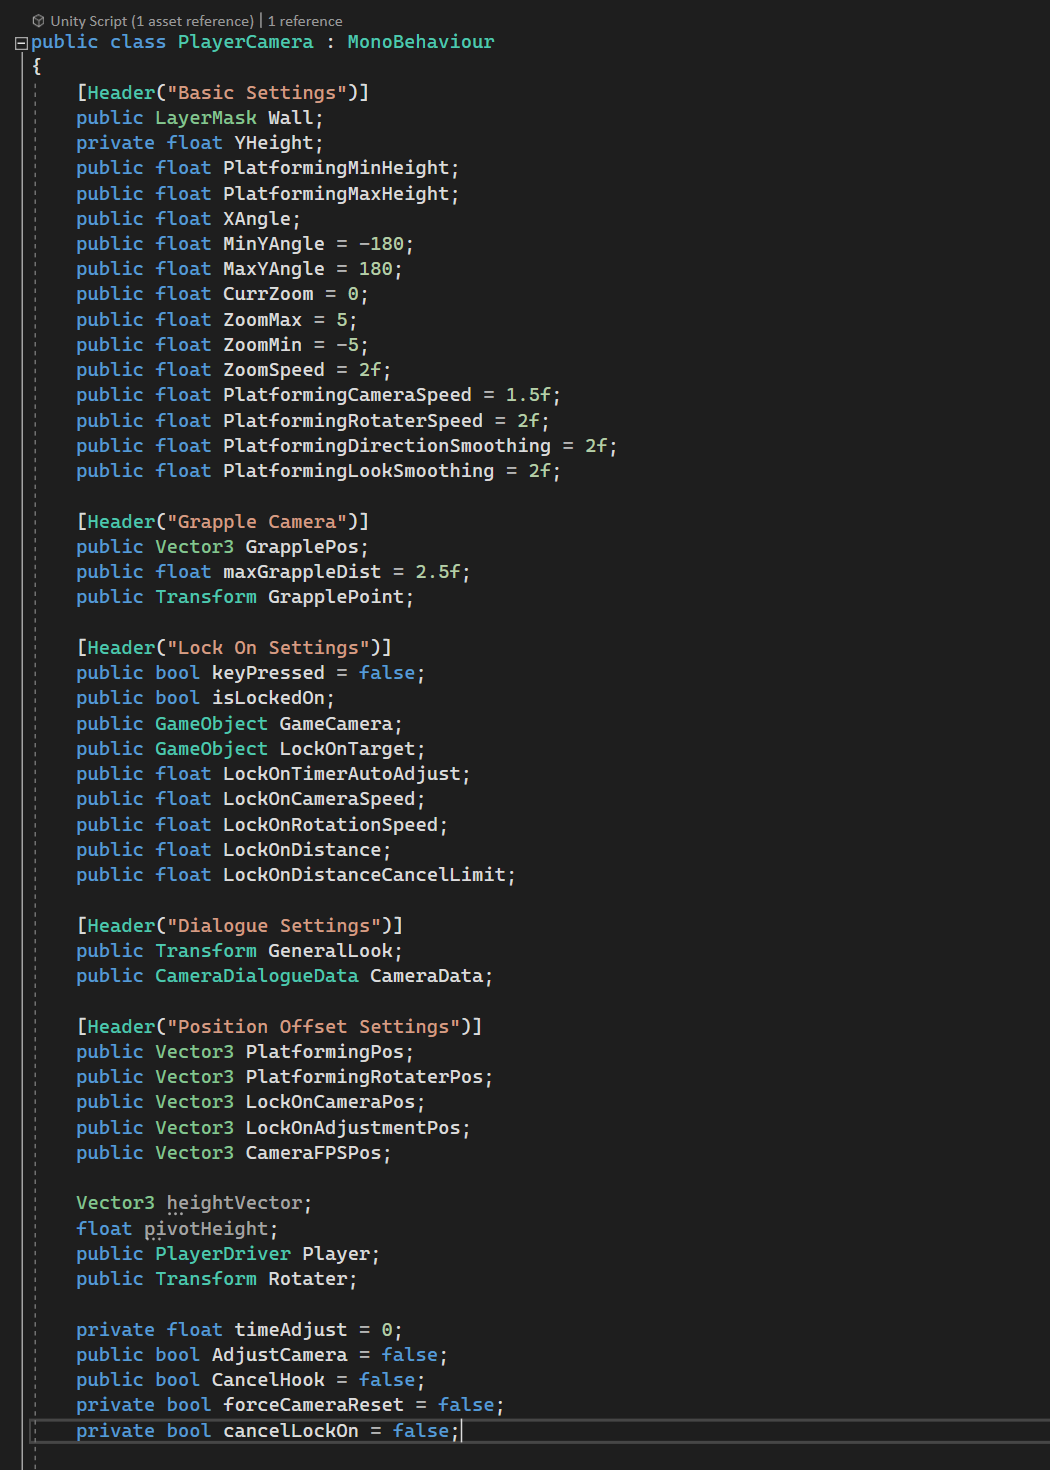 Unity Script (1 asset reference) | 1 reference
public class PlayerCamera : MonoBehaviour
{
    [Header("Basic Settings")]
    public LayerMask Wall;
    private float YHeight;
    public float PlatformingMinHeight;
    public float PlatformingMaxHeight;
    public float XAngle;
    public float MinYAngle = -180;
    public float MaxYAngle = 180;
    public float CurrZoom = 0;
    public float ZoomMax = 5;
    public float ZoomMin = -5;
    public float ZoomSpeed = 2f;
    public float PlatformingCameraSpeed = 1.5f;
    public float PlatformingRotaterSpeed = 2f;
    public float PlatformingDirectionSmoothing = 2f;
    public float PlatformingLookSmoothing = 2f;

    [Header("Grapple Camera")]
    public Vector3 GrapplePos;
    public float maxGrappleDist = 2.5f;
    public Transform GrapplePoint;

    [Header("Lock On Settings")]
    public bool keyPressed = false;
    public bool isLockedOn;
    public GameObject GameCamera;
    public GameObject LockOnTarget;
    public float LockOnTimerAutoAdjust;
    public float LockOnCameraSpeed;
    public float LockOnRotationSpeed;
    public float LockOnDistance;
    public float LockOnDistanceCancelLimit;

    [Header("Dialogue Settings")]
    public Transform GeneralLook;
    public CameraDialogueData CameraData;

    [Header("Position Offset Settings")]
    public Vector3 PlatformingPos;
    public Vector3 PlatformingRotaterPos;
    public Vector3 LockOnCameraPos;
    public Vector3 LockOnAdjustmentPos;
    public Vector3 CameraFPSPos;

    Vector3 heightVector;
    float pivotHeight;
    public PlayerDriver Player;
    public Transform Rotater;

    private float timeAdjust = 0;
    public bool AdjustCamera = false;
    public bool CancelHook = false;
    private bool forceCameraReset = false;
    private bool cancelLockOn = false;